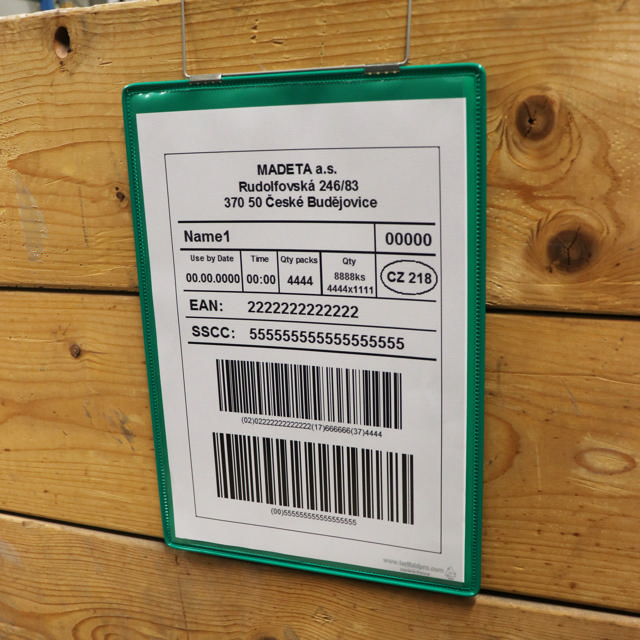 MADETA a.s.
Rudolfovská 246/83
370 50 České Budějovice
Name1 00000
Use by Date Time Qty packs Qty
00.00.0000 00:00 4444 8888ks
4444x1111
CZ 218
EAN: 2222222222222
SSCC: 555555555555555555
(02)02222222222222(17)666666(37)4444
(00)555555555555555555